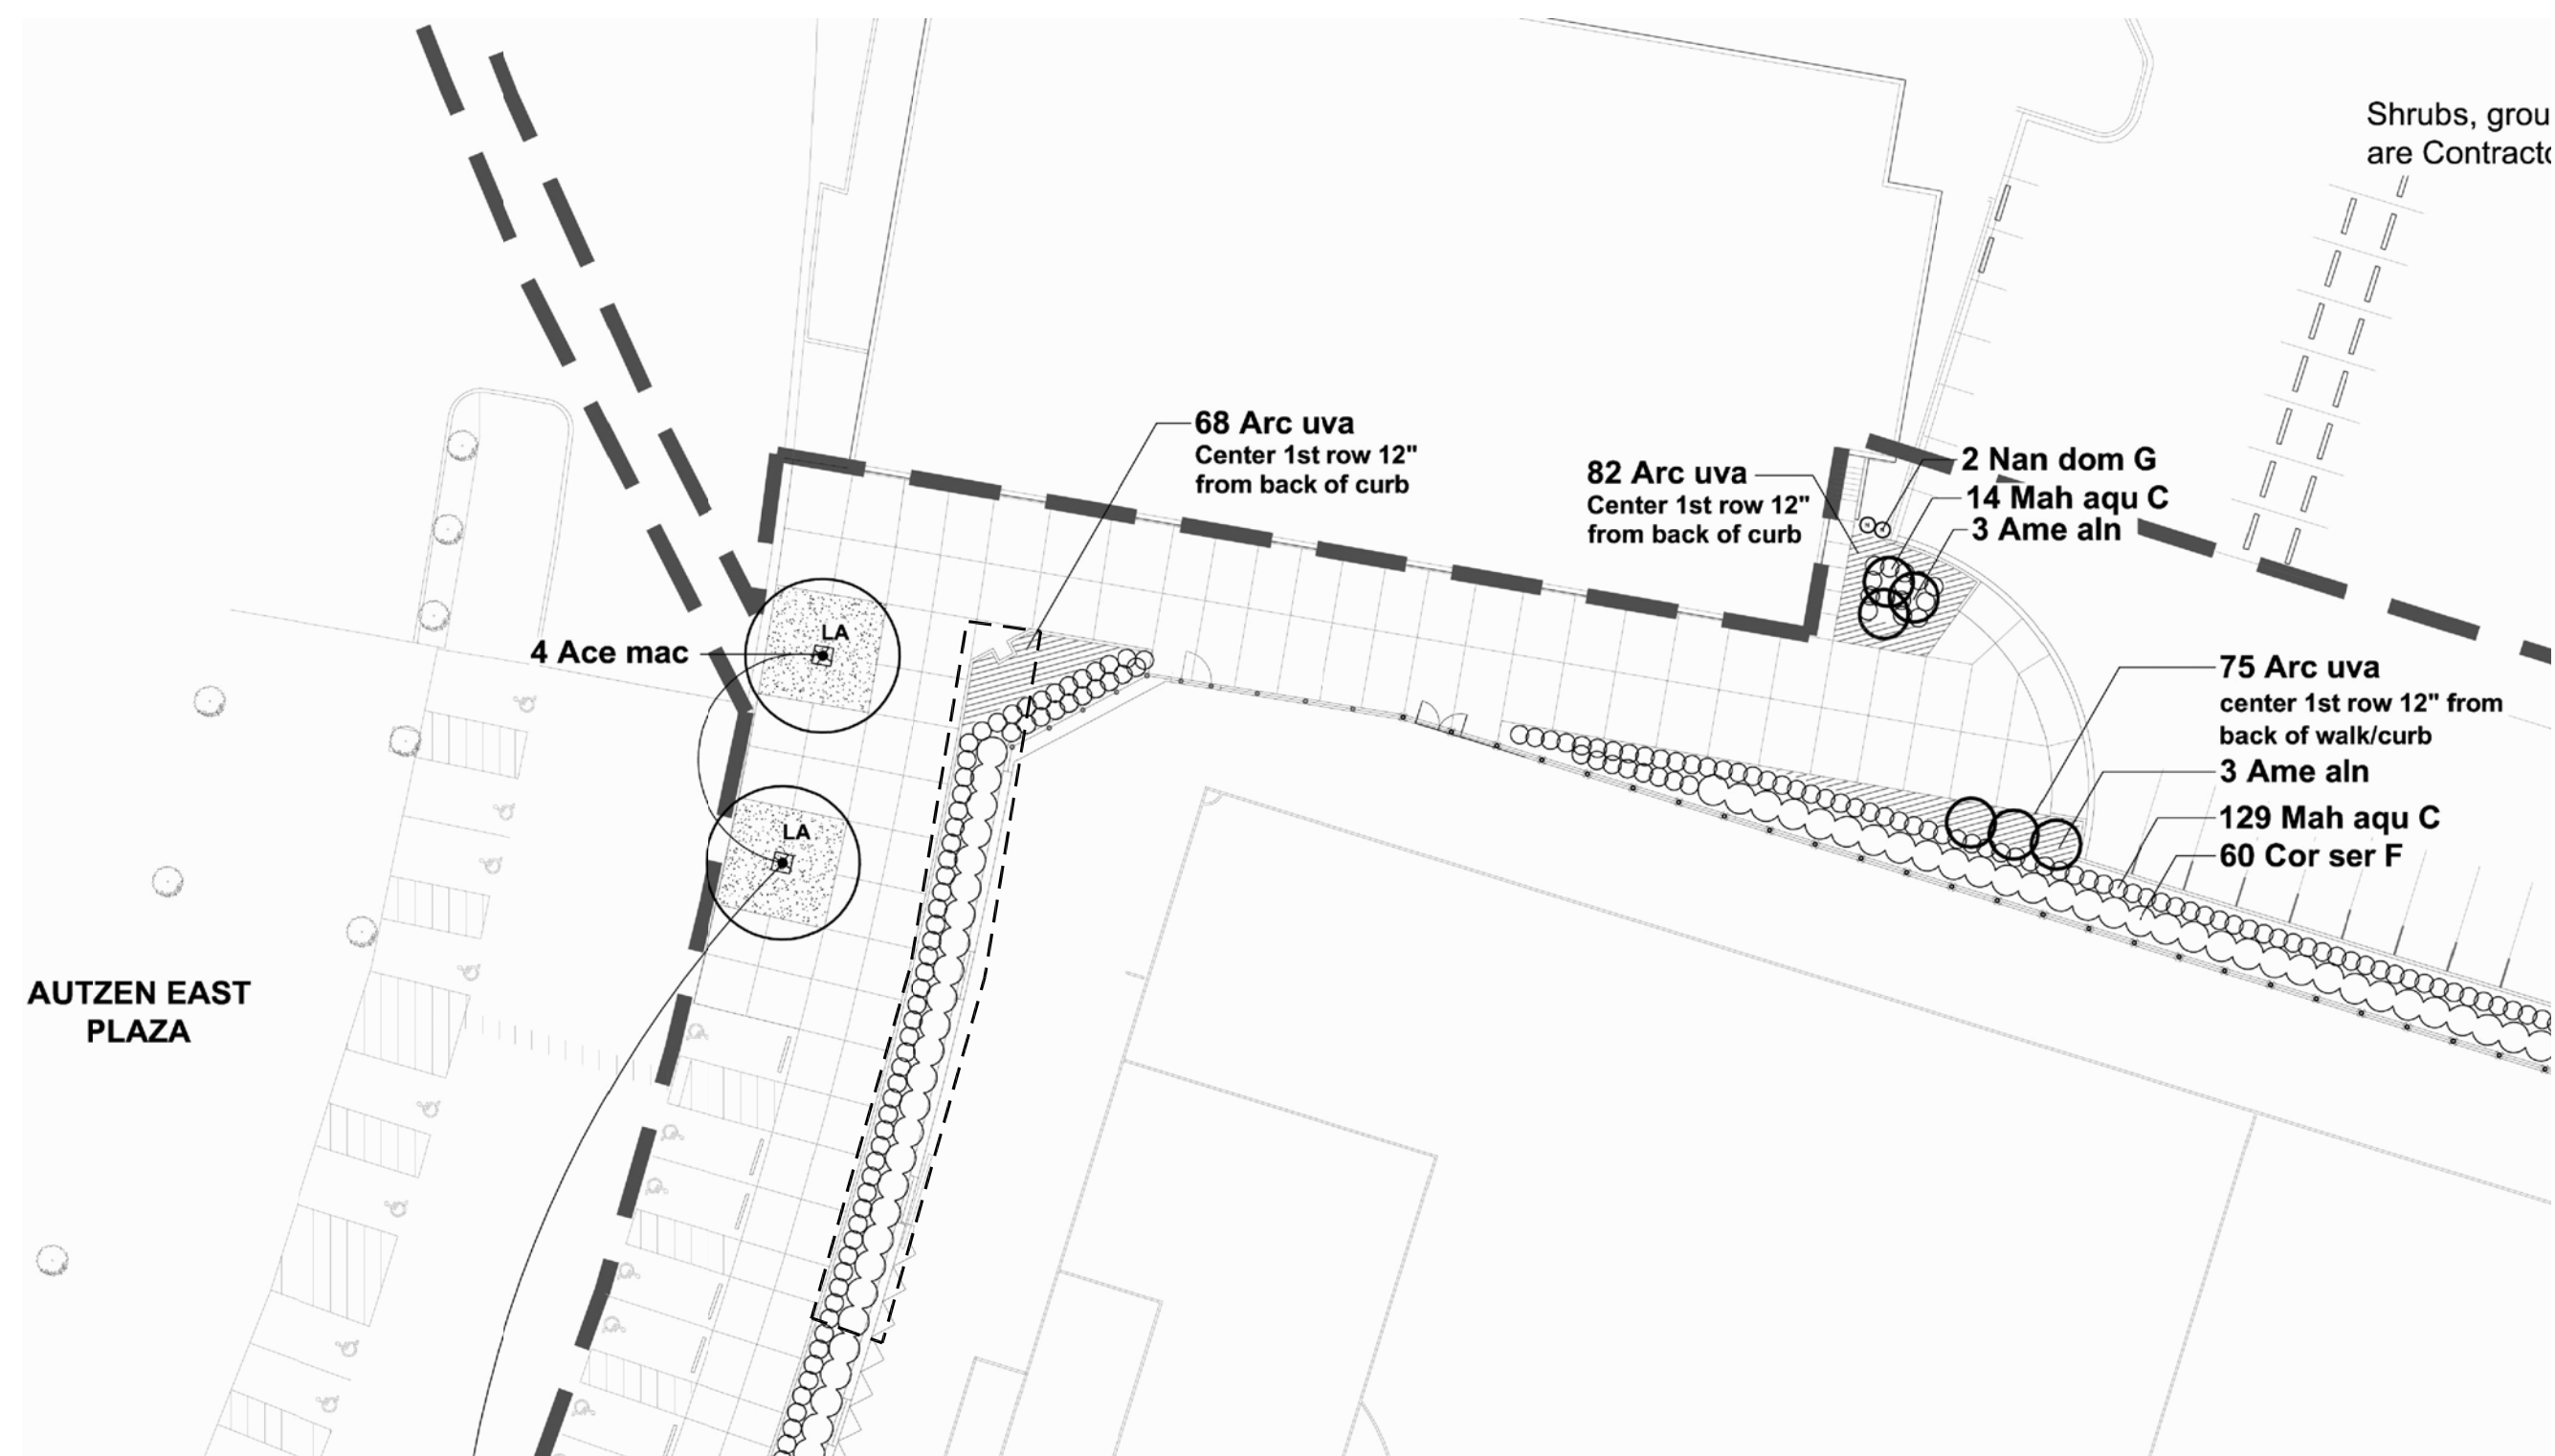 Shrubs, grou
are Contracto
68 Arc uva
Center 1st row 12"
from back of curb
82 Arc uva
Center 1st row 12"
from back of curb
2 Nan dom G
14 Mah aqu C
3 Ame aln
4 Ace mac
LA
LA
75 Arc uva
center 1st row 12" from
back of walk/curb
3 Ame aln
129 Mah aqu C
60 Cor ser F
AUTZEN EAST
PLAZA